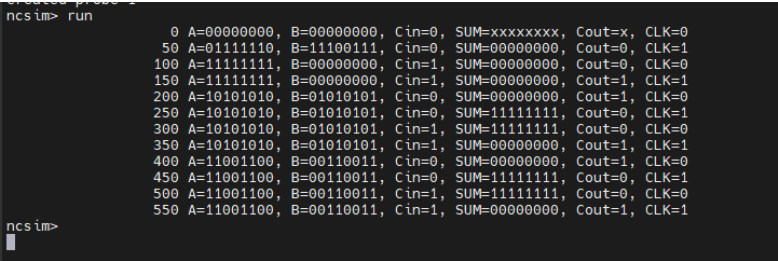 created probe 1
ncsim> run
0 A=00000000, B=00000000, Cin=0, SUM=xxxxxxxx, Cout=x, CLK=0
50 A=01111110, B=11100111, Cin=0, SUM=00000000, Cout=0, CLK=1
100 A=11111111, B=00000000, Cin=1, SUM=00000000, Cout=0, CLK=0
150 A=11111111, B=00000000, Cin=1, SUM=00000000, Cout=1, CLK=1
200 A=10101010, B=01010101, Cin=0, SUM=00000000, Cout=1, CLK=0
250 A=10101010, B=01010101, Cin=0, SUM=11111111, Cout=0, CLK=1
300 A=10101010, B=01010101, Cin=1, SUM=11111111, Cout=0, CLK=0
350 A=10101010, B=01010101, Cin=1, SUM=00000000, Cout=1, CLK=1
400 A=11001100, B=00110011, Cin=0, SUM=00000000, Cout=1, CLK=0
450 A=11001100, B=00110011, Cin=0, SUM=11111111, Cout=0, CLK=1
500 A=11001100, B=00110011, Cin=1, SUM=11111111, Cout=0, CLK=0
550 A=11001100, B=00110011, Cin=1, SUM=00000000, Cout=1, CLK=1
ncsim>